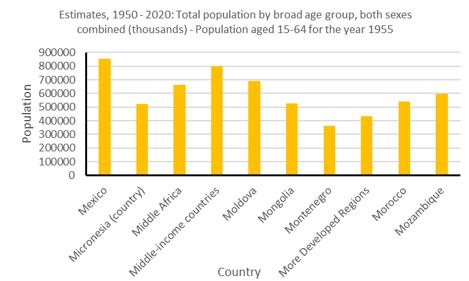 Estimates, 1950 - 2020: Total population by broad age group, both sexes
combined (thousands) - Population aged 15-64 for the year 1955
900000
800000
700000
600000
500000
400000
300000
200000
100000
0
Population
Mexico
Micronesia (country)
Middle Africa
Middle-income countries
Moldova
Mongolia
Montenegro
More Developed Regions
Morocco
Mozambique
Country